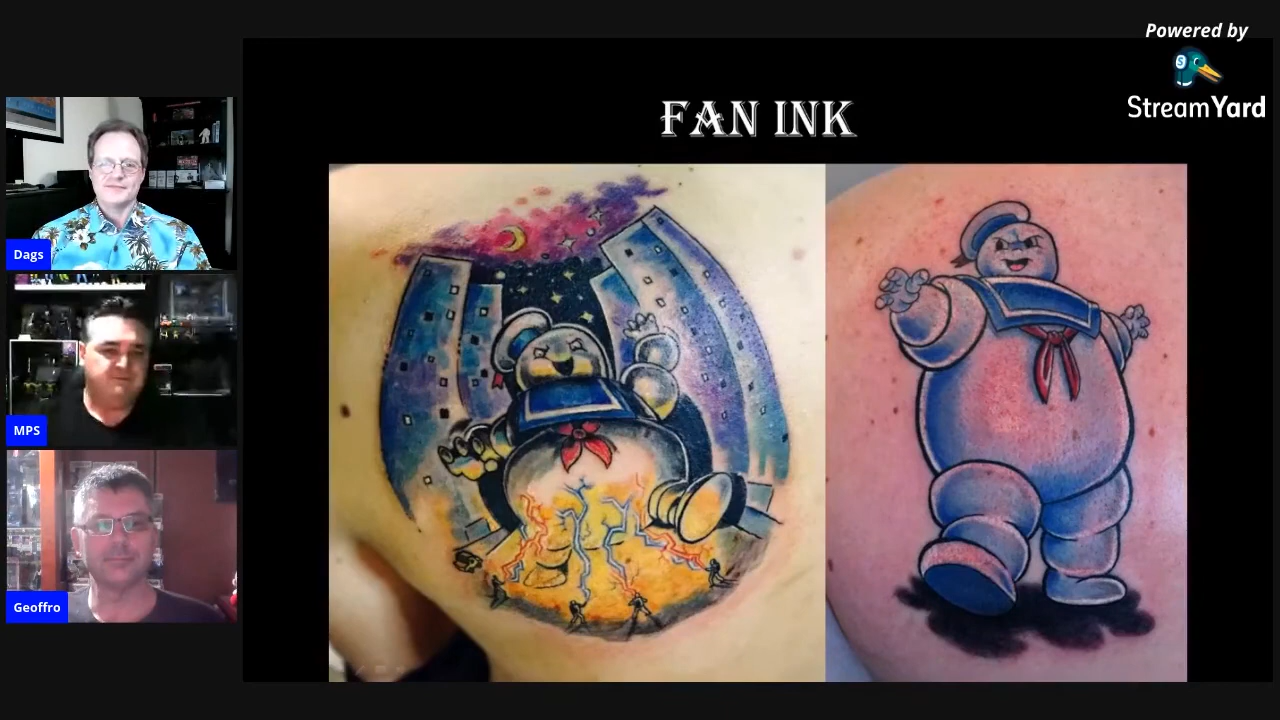 Powered by
StreamYard
FAN INK
Dags
MPS
Geoffro